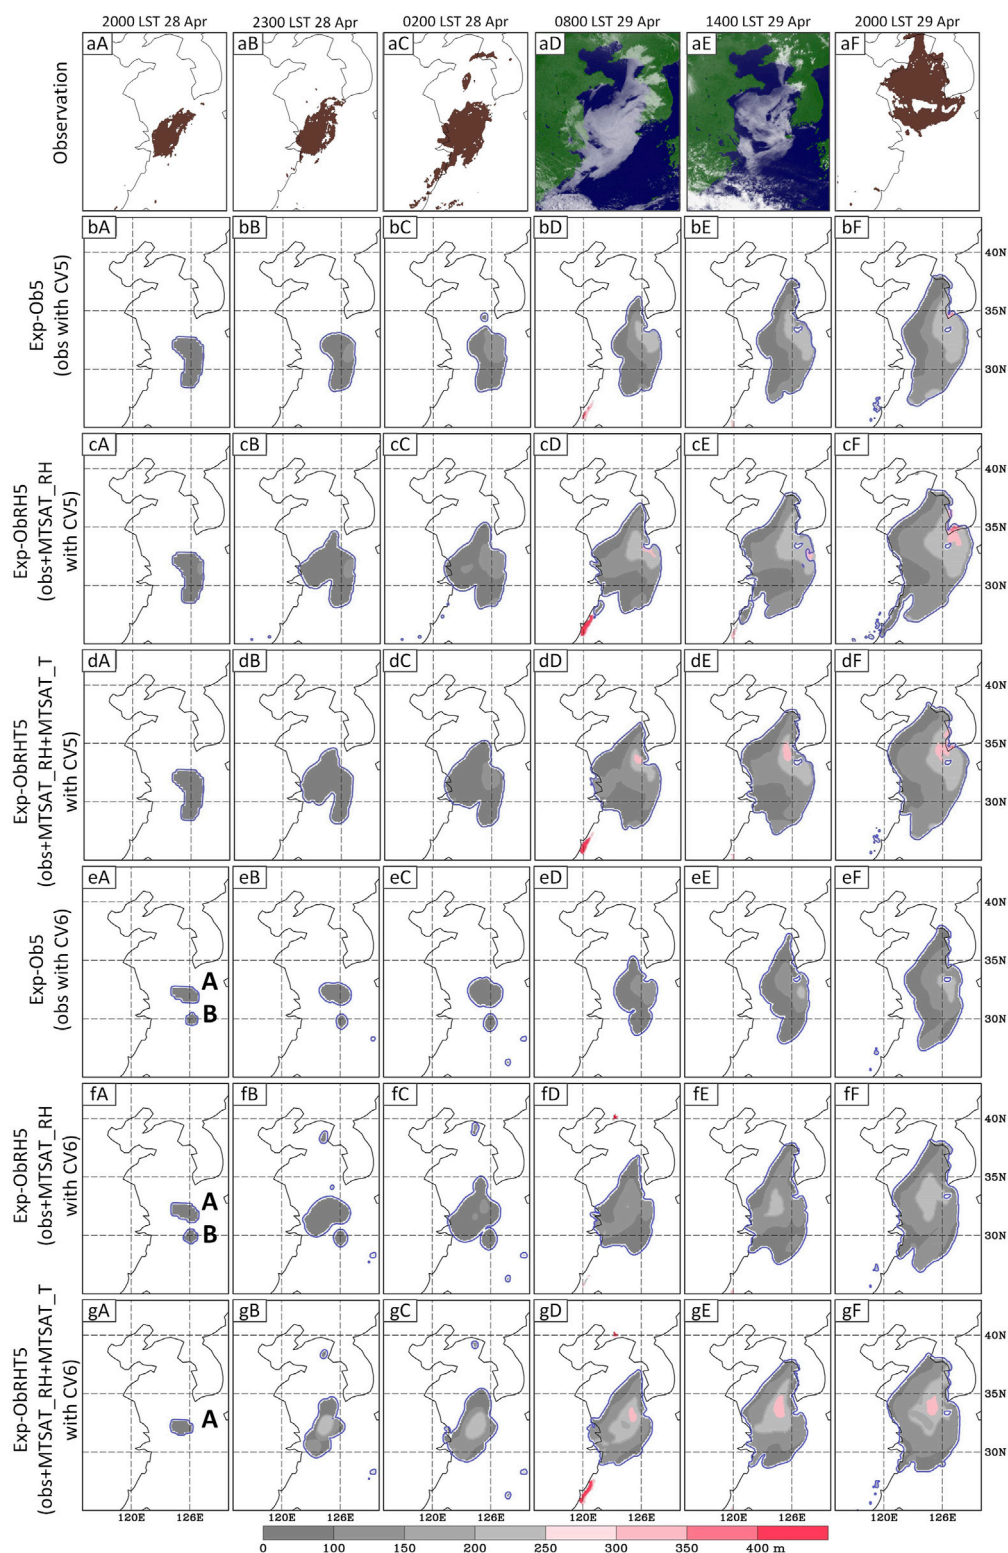 2000 LST 28 Apr 2300 LST 28 Apr 0200 LST 28 Apr 0800 LST 29 Apr 1400 LST 29 Apr 2000 LST 29 Apr
Observation
aA aB aC aD aE aF
Exp-Ob5
(obs with CV5)
bA bB bC bD bE bF
40N
35N
30N
Exp-ObRH5
(obs+MTSAT_RH
with CV5)
cA cB cC cD cE cF
40N
35N
30N
Exp-ObRHT5
(obs+MTSAT_RH+MTSAT_T
with CV5)
dA dB dC dD dE dF
40N
35N
30N
Exp-Ob5
(obs with CV6)
eA eB eC eD eE eF
A
B
40N
35N
30N
Exp-ObRH5
(obs+MTSAT_RH
with CV6)
fA fB fC fD fE fF
A
B
40N
35N
30N
Exp-ObRHT5
(obs+MTSAT_RH+MTSAT_T
with CV6)
gA gB gC gD gE gF
A
40N
35N
30N
120E 126E 120E 126E 120E 126E 120E 126E 120E 126E 120E 126E
0 100 150 200 250 300 350 400 m